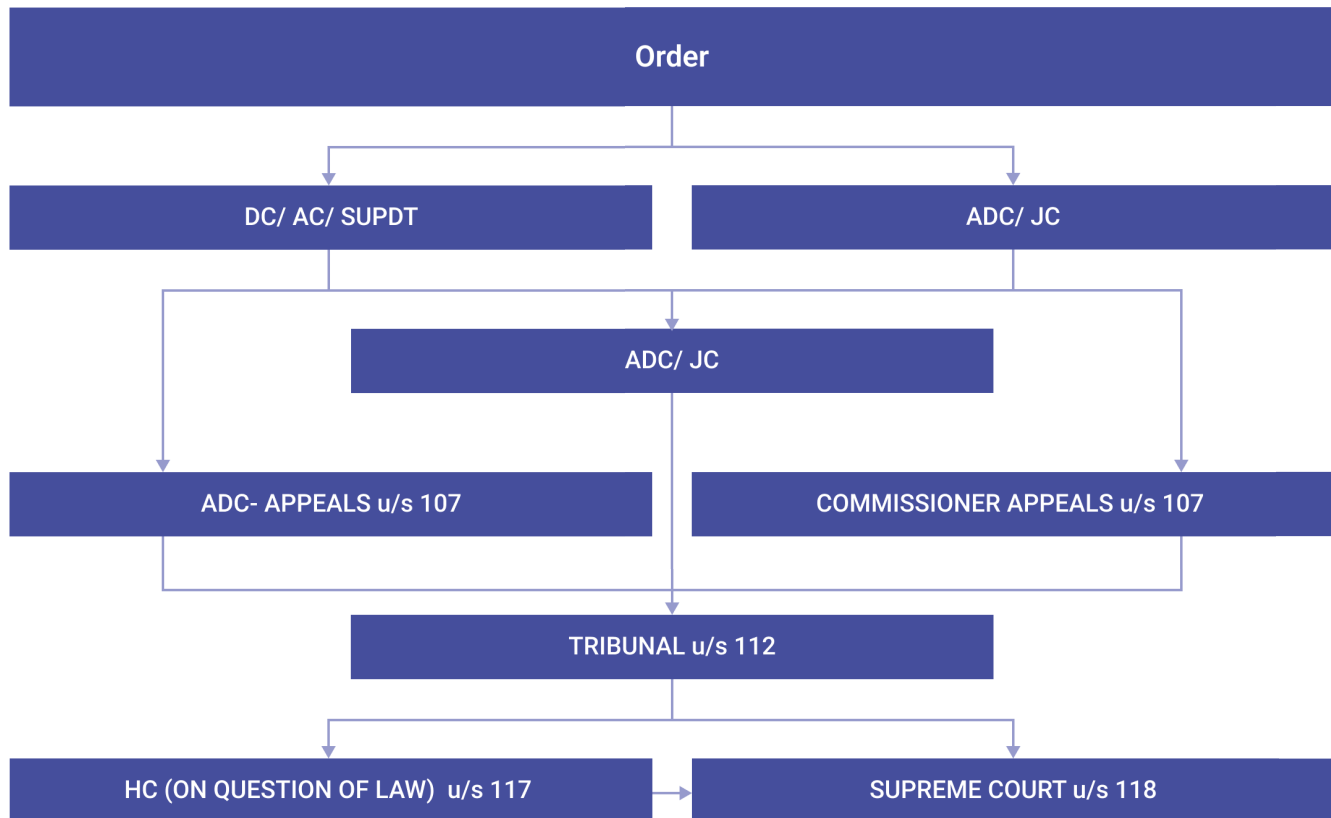 Order
DC/ AC/ SUPDT
ADC/ JC
ADC/ JC
ADC- APPEALS u/s 107
COMMISSIONER APPEALS u/s 107
TRIBUNAL u/s 112
HC (ON QUESTION OF LAW) u/s 117
SUPREME COURT u/s 118